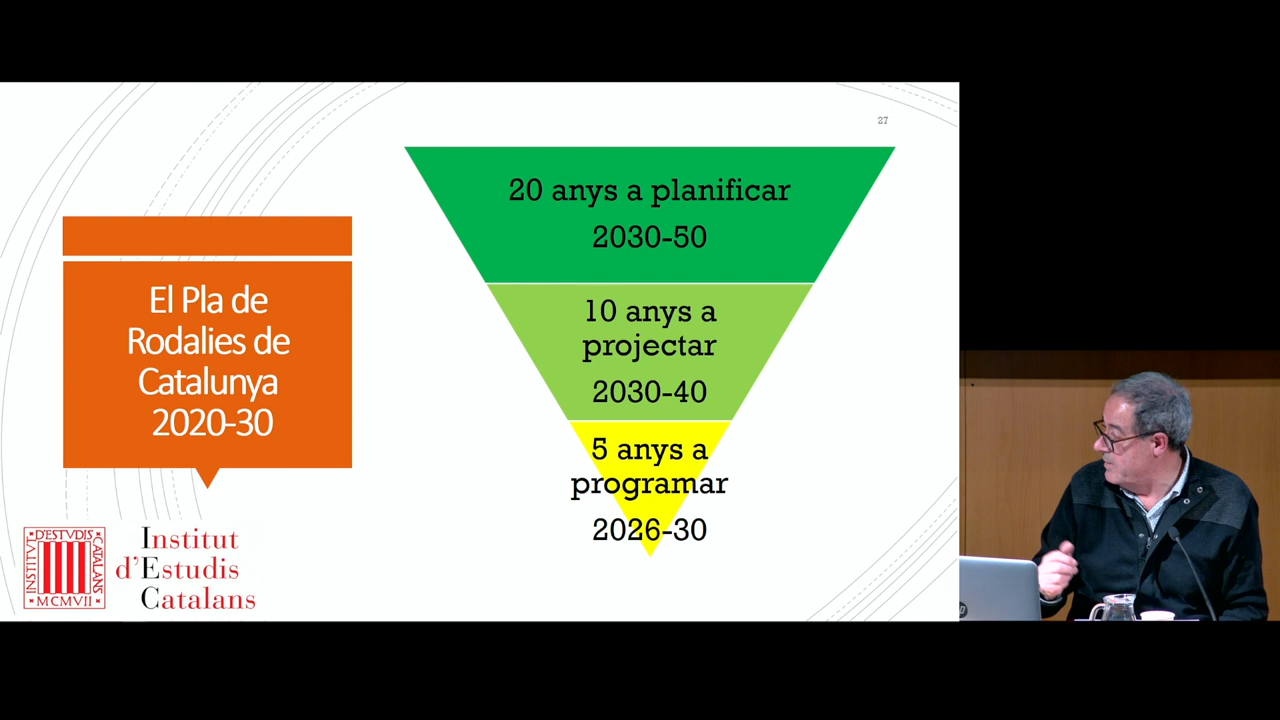 27
El Pla de
Rodalies de
Catalunya
2020-30
20 anys a planificar
2030-50
10 anys a
projectar
2030-40
5 anys a
programar
2026-30
INSTITVT
D'ESTVDIS
CATALANS
MCMVII
Institut
d'Estudis
Catalans